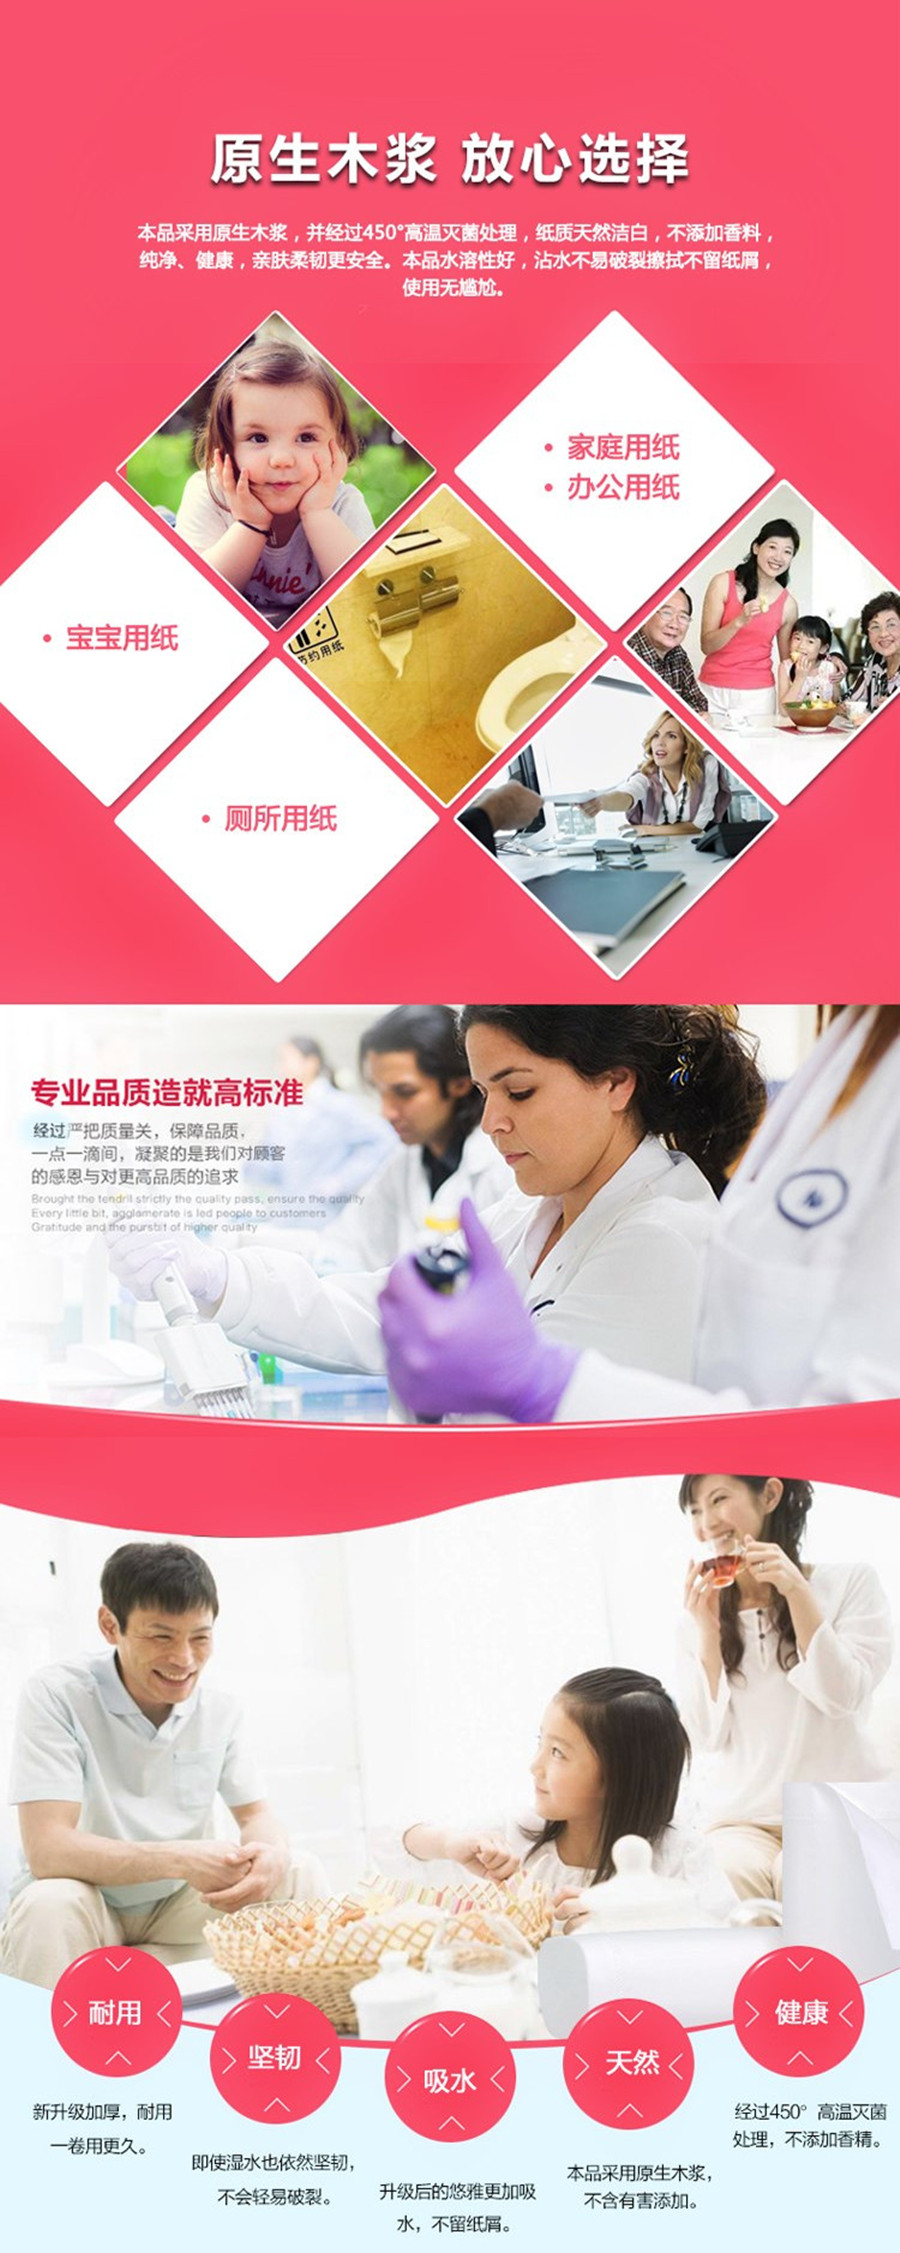 原生木浆 放心选择
本品采用原生木浆，并经过450°高温灭菌处理，纸质天然洁白，不添加香料，
纯净、健康，亲肤柔韧更安全。本品水溶性好，沾水不易破裂擦拭不留纸屑，
使用无尴尬。
• 家庭用纸
• 办公用纸
• 宝宝用纸
节约用纸
• 厕所用纸
专业品质造就高标准
经过严把质量关，保障品质，
一点一滴间，凝聚的是我们对顾客
的感恩与对更高品质的追求
Brought the tendril strictly the quality pass, ensure the quality
Every little bit, agglomerate is led people to customers
Gratitude and the pursbit of higher quality
耐用
新升级加厚，耐用
一卷用更久。
坚韧
即使湿水也依然坚韧，
不会轻易破裂。
吸水
升级后的悠雅更加吸
水，不留纸屑。
天然
本品采用原生木浆，
不含有害添加。
健康
经过450°高温灭菌
处理，不添加香精。